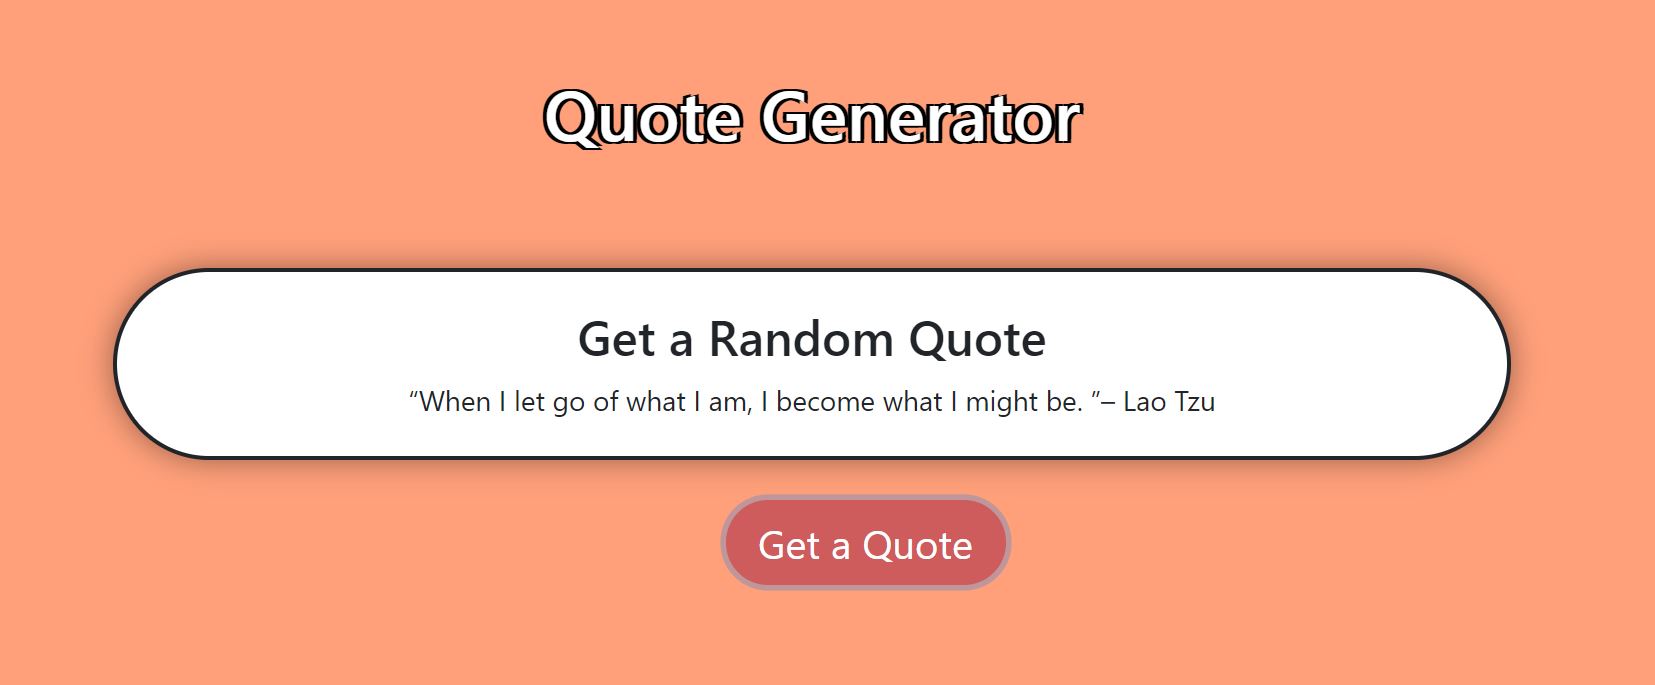 Quote Generator
Get a Random Quote
“When I let go of what I am, I become what I might be. ”– Lao Tzu
Get a Quote